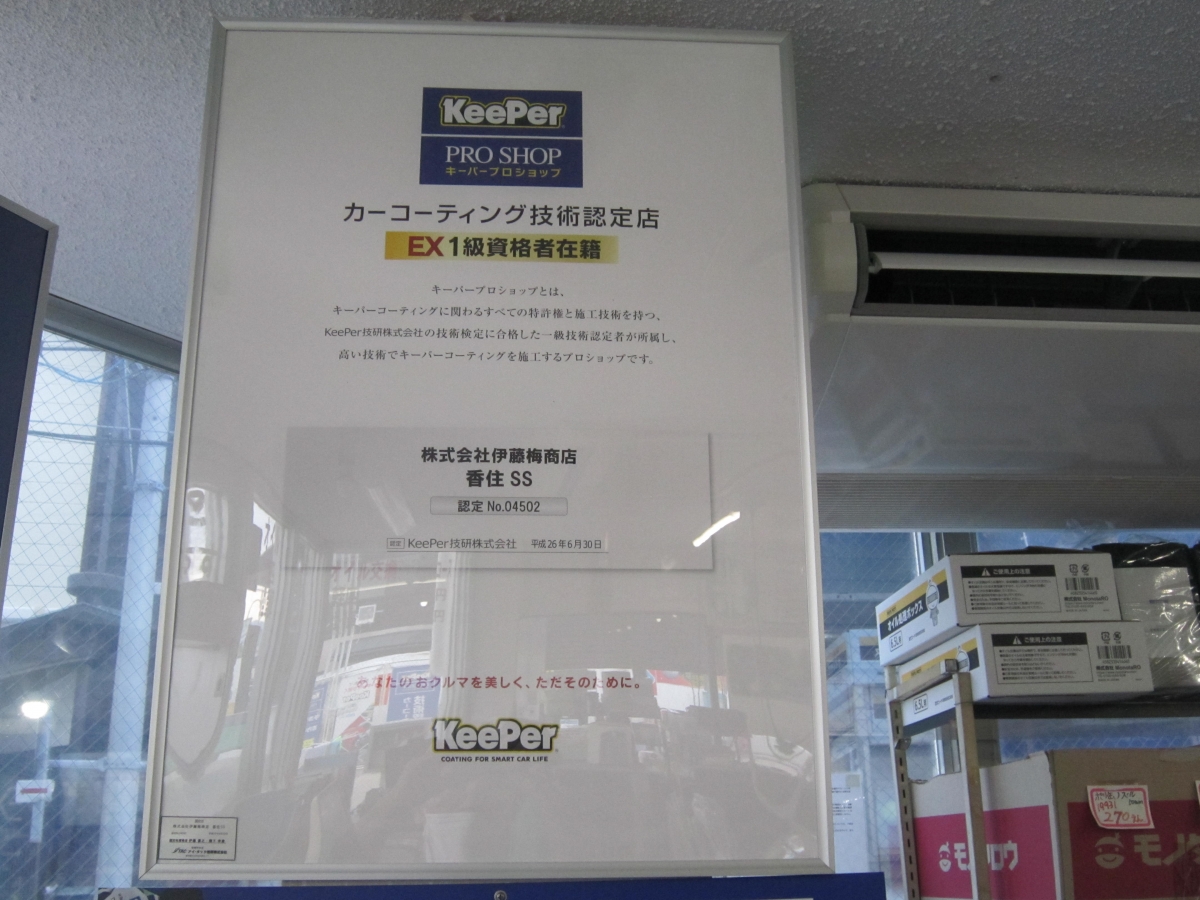 KeePer
PRO SHOP
キーパープロショップ
カーコーティング技術認定店
EX 1級資格者在籍
キーパープロショップとは、
キーパーコーティングに関わるすべての特許権と施工技術を持つ、
KeePer技研株式会社の技術検定に合格した一級技術認定者が所属し、
高い技術でキーパーコーティングを施工するプロショップです。
株式会社伊藤梅商店
香住 SS
認定 No.04502
認定 KeePer技研株式会社 平成26年6月30日
あなたのおクルマを美しく、ただそのために。
KeePer
COATING FOR SMART CAR LIFE
ご使用上の注意
オイル処理ボックス
6.5L用
ご使用上の注意
6.5L用
モノタロウ
モノタ
270